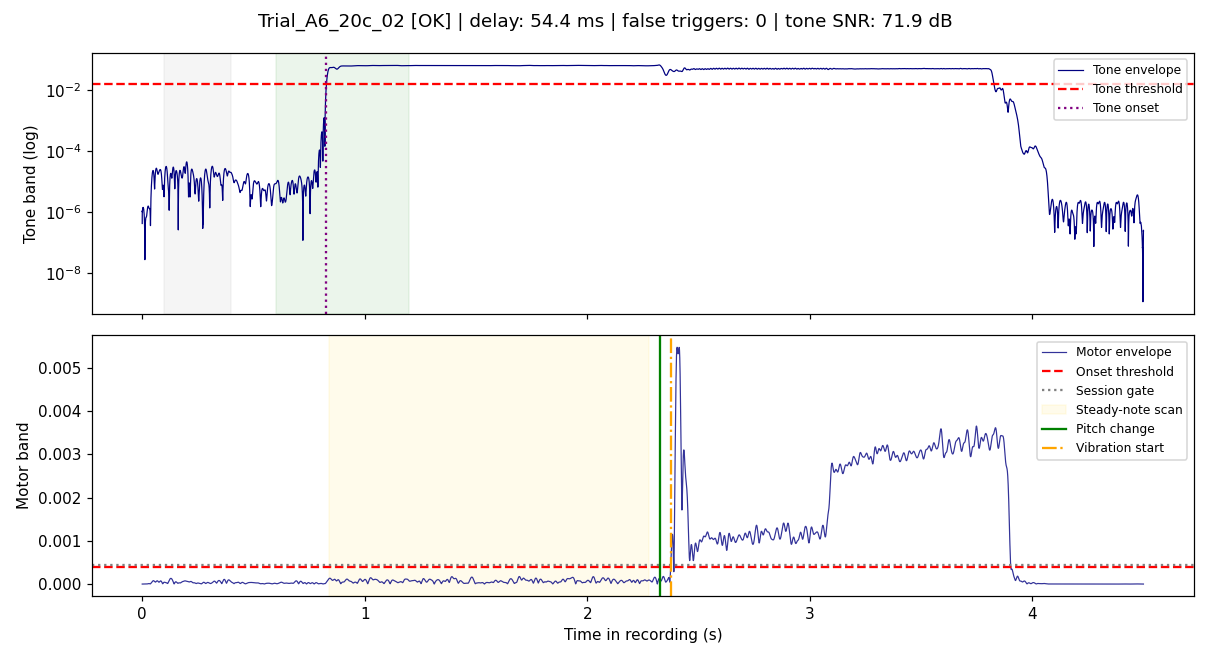 Trial_A6_20c_02 [OK] | delay: 54.4 ms | false triggers: 0 | tone SNR: 71.9 dB
Tone band (log)
10⁻²
10⁻⁴
10⁻⁶
10⁻⁸
Tone envelope
Tone threshold
Tone onset
Motor band
0.005
0.004
0.003
0.002
0.001
0.000
Motor envelope
Onset threshold
Session gate
Steady-note scan
Pitch change
Vibration start
0 1 2 3 4
Time in recording (s)